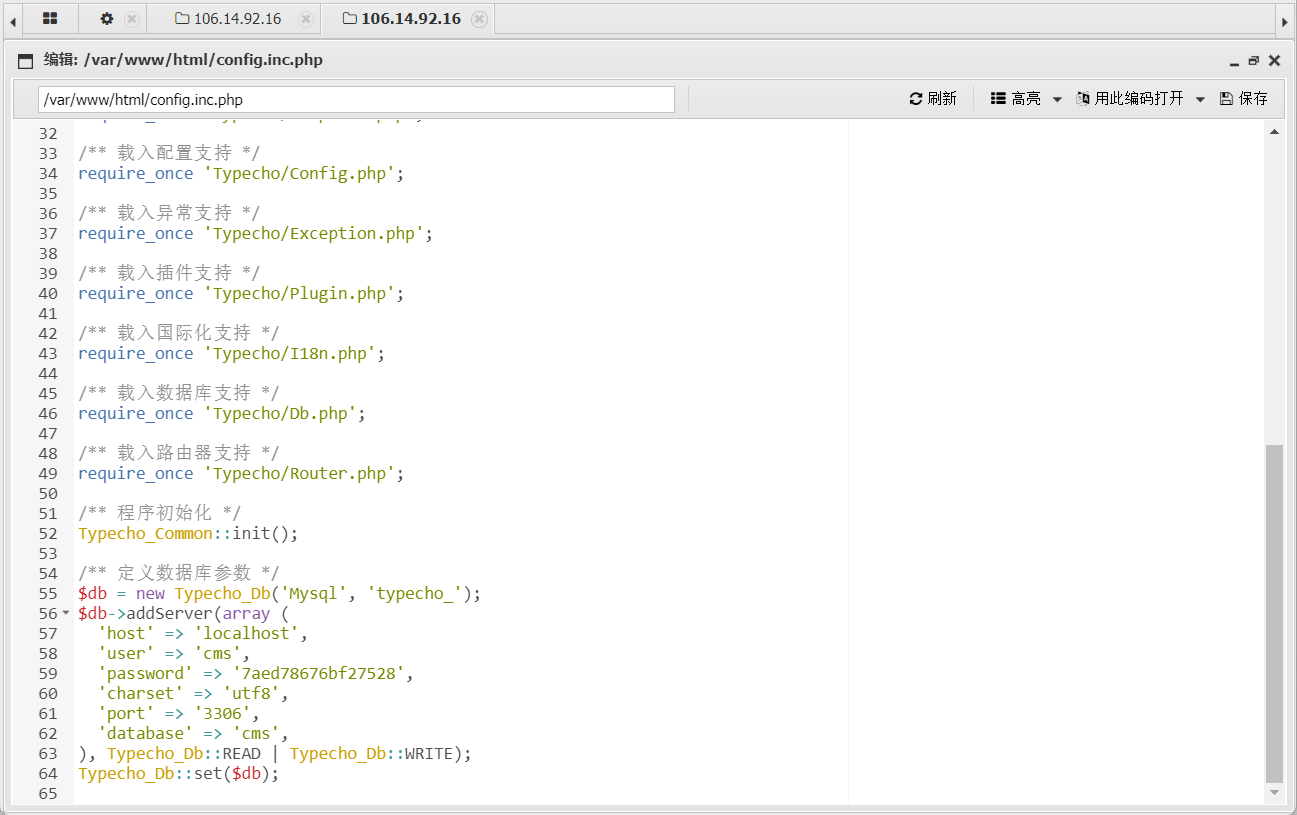 106.14.92.16
106.14.92.16
编辑: /var/www/html/config.inc.php
/var/www/html/config.inc.php
刷新
高亮
用此编码打开
保存
32
33 /** 载入配置支持 */
34 require_once 'Typecho/Config.php';
35
36 /** 载入异常支持 */
37 require_once 'Typecho/Exception.php';
38
39 /** 载入插件支持 */
40 require_once 'Typecho/Plugin.php';
41
42 /** 载入国际化支持 */
43 require_once 'Typecho/I18n.php';
44
45 /** 载入数据库支持 */
46 require_once 'Typecho/Db.php';
47
48 /** 载入路由器支持 */
49 require_once 'Typecho/Router.php';
50
51 /** 程序初始化 */
52 Typecho_Common::init();
53
54 /** 定义数据库参数 */
55 $db = new Typecho_Db('Mysql', 'typecho_');
56 $db->addServer(array (
57   'host' => 'localhost',
58   'user' => 'cms',
59   'password' => '7aed78676bf27528',
60   'charset' => 'utf8',
61   'port' => '3306',
62   'database' => 'cms',
63 ), Typecho_Db::READ | Typecho_Db::WRITE);
64 Typecho_Db::set($db);
65